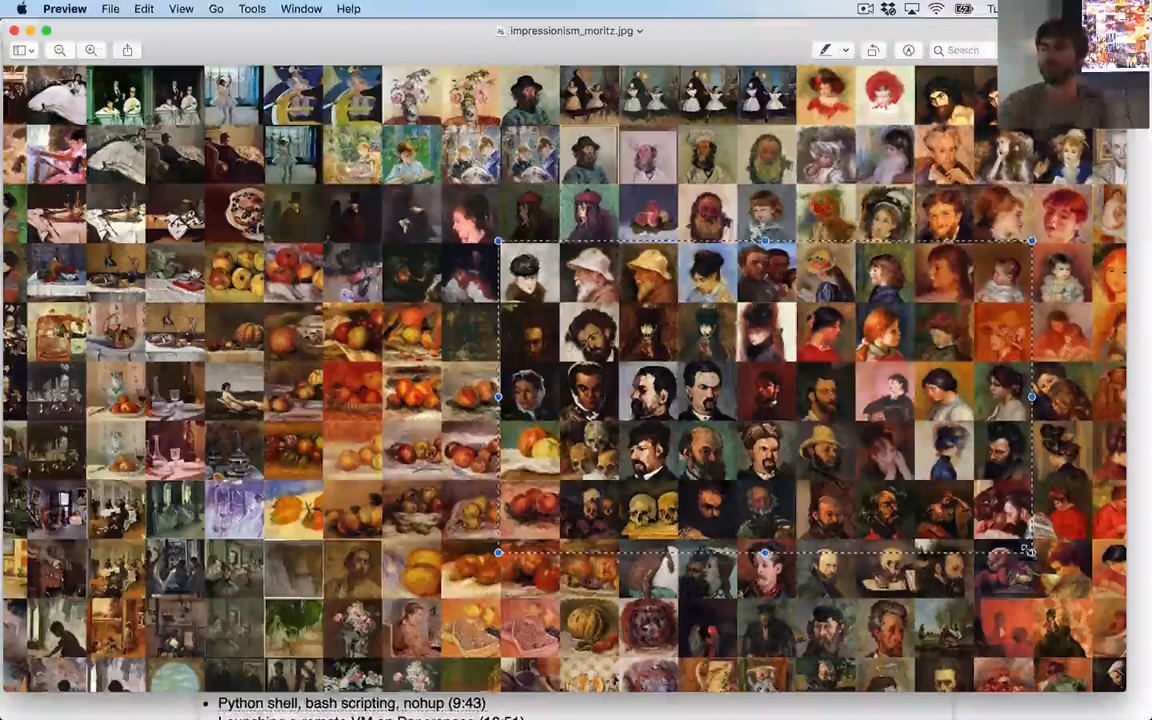 Preview File Edit View Go Tools Window Help
impressionism_moritz.jpg
Search
Python shell, bash scripting, nohup (9:43)